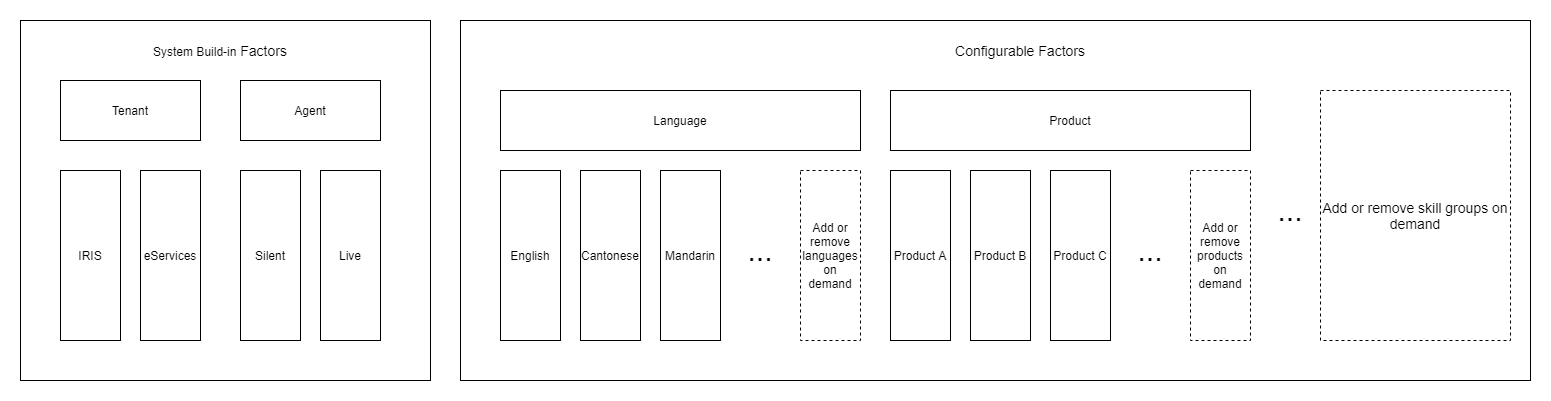 System Build-in Factors
Tenant
Agent
IRIS
eServices
Silent
Live
Configurable Factors
Language
Product
English
Cantonese
Mandarin
...
Add or
remove
languages
on
demand
Product A
Product B
Product C
...
Add or
remove
products
on
demand
...
Add or remove skill groups on
demand